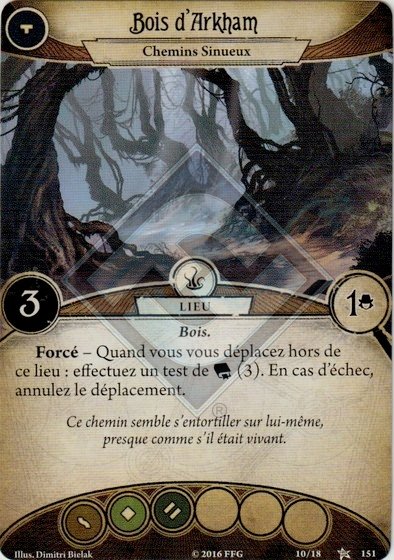 Bois d'Arkham
Chemins Sinueux
3
LIEU
1
Bois.
Forcé – Quand vous vous déplacez hors de
ce lieu : effectuez un test de (3). En cas d'échec,
annulez le déplacement.
Ce chemin semble s'entortiller sur lui-même,
presque comme s'il était vivant.
Illus. Dimitri Bielak
© 2016 FFG
10/18
151